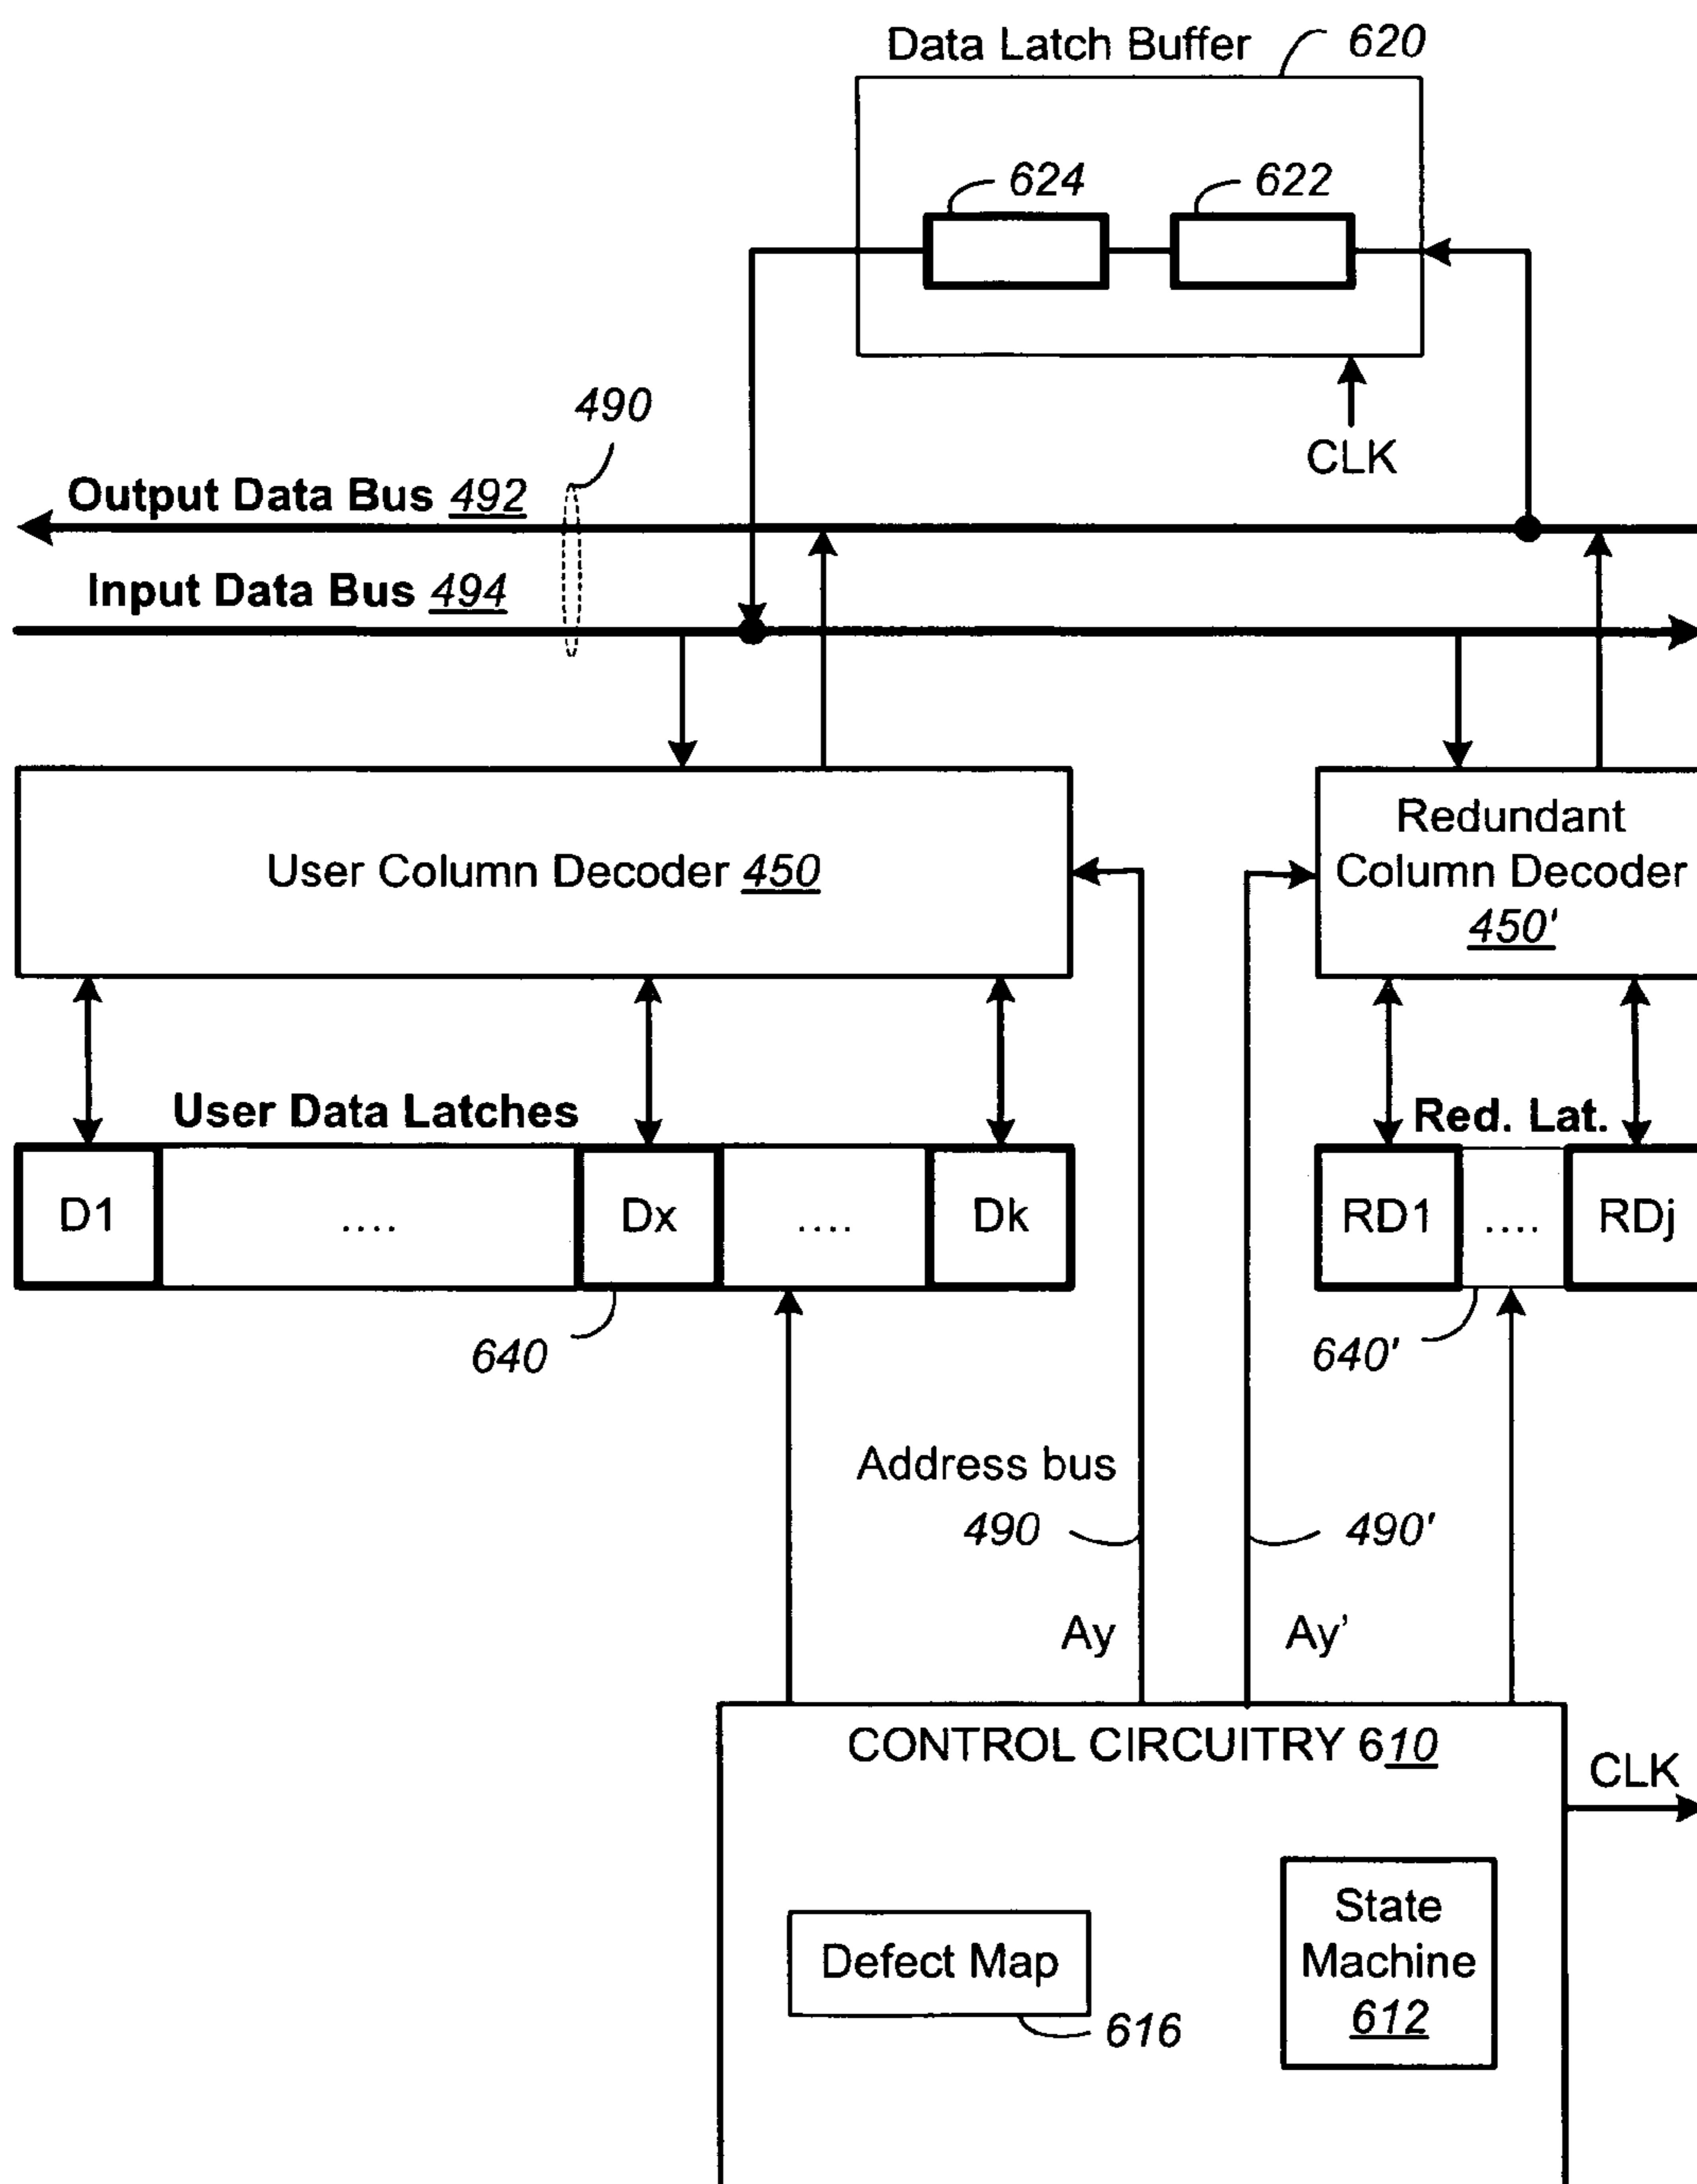 Data Latch Buffer 620
624 622
CLK
490
Output Data Bus 492
Input Data Bus 494
User Column Decoder 450
Redundant
Column Decoder
450'
User Data Latches
Red. Lat.
D1 .... Dx .... Dk
RD1 .... RDj
640
640'
Address bus
490 490'
Ay Ay'
CONTROL CIRCUITRY 610
CLK
State
Machine
612
Defect Map
616